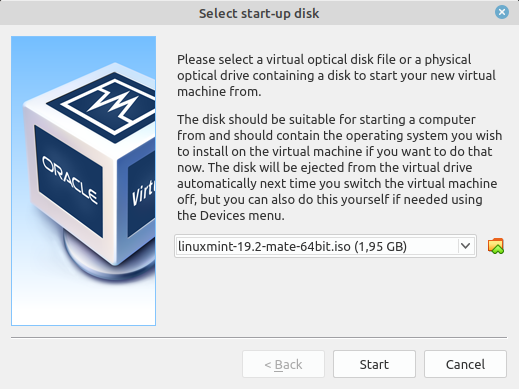 Select start-up disk
Please select a virtual optical disk file or a physical
optical drive containing a disk to start your new virtual
machine from.
The disk should be suitable for starting a computer
from and should contain the operating system you wish
to install on the virtual machine if you want to do that
now. The disk will be ejected from the virtual drive
automatically next time you switch the virtual machine
off, but you can also do this yourself if needed using
the Devices menu.
ORACLE
Virtu
linuxmint-19.2-mate-64bit.iso (1,95 GB)
< Back
Start
Cancel